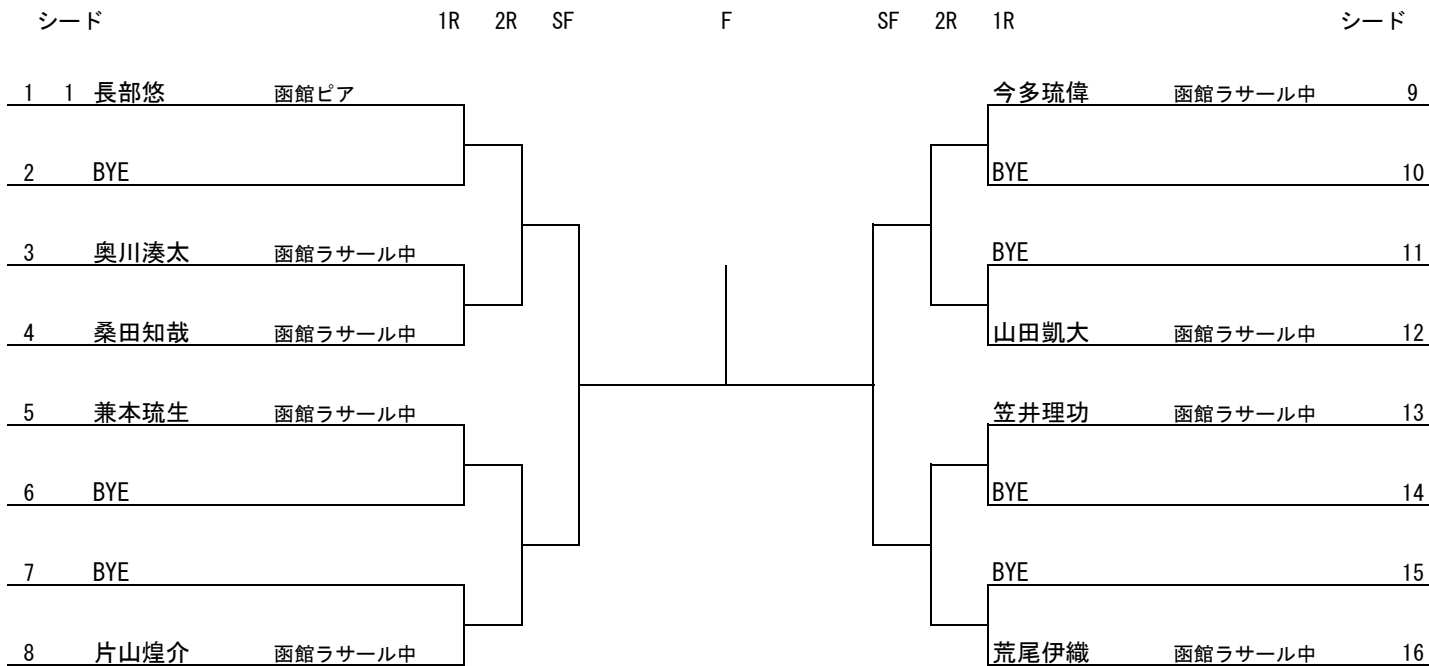 シード 1R 2R SF F SF 2R 1R シード
1 1 長部悠 函館ピア 今多琉偉 函館ラサール中 9
2 BYE BYE 10
3 奥川湊太 函館ラサール中 BYE 11
4 桑田知哉 函館ラサール中 山田凱大 函館ラサール中 12
5 兼本琉生 函館ラサール中 笠井理功 函館ラサール中 13
6 BYE BYE 14
7 BYE BYE 15
8 片山煌介 函館ラサール中 荒尾伊織 函館ラサール中 16